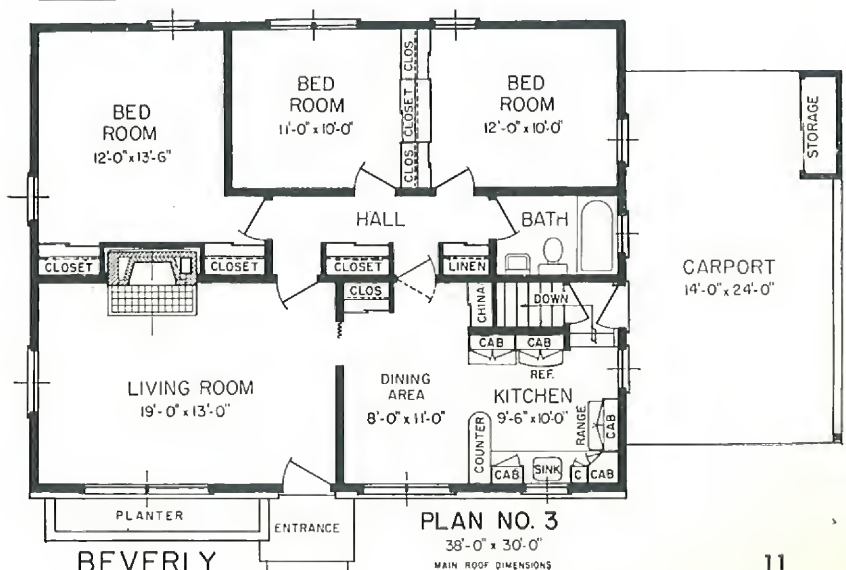 BED
ROOM
12'-0" x 13'-6"
BED
ROOM
11'-0" x 10'-0"
CLOS
CLOSET
CLOS
BED
ROOM
12'-0" x 10'-0"
STORAGE
HALL
BATH
CLOSET
CLOSET
CLOSET
LINEN
CARPORT
14'-0" x 24'-0"
CLOS
CHINA
DOWN
CAB
CAB
REF.
LIVING ROOM
19'-0" x 13'-0"
DINING
AREA
8'-0" x 11'-0"
KITCHEN
9'-6" x 10'-0"
RANGE
CAB
COUNTER
CAB
SINK
C
CAB
PLANTER
ENTRANCE
PLAN NO. 3
38'-0" x 30'-0"
MAIN ROOF DIMENSIONS
BEVERLY
11